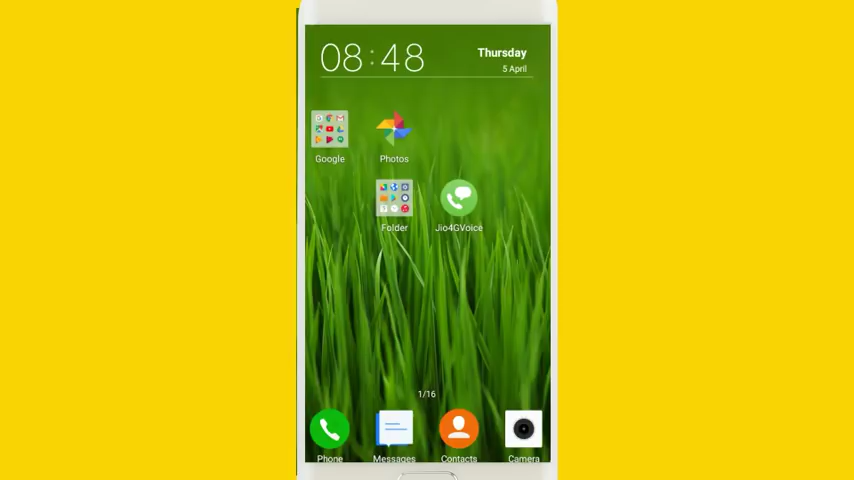 08:48
Thursday
5 April
Google
Photos
Folder
Jio4GVoice
1/16
Phone
Messages
Contacts
Camera